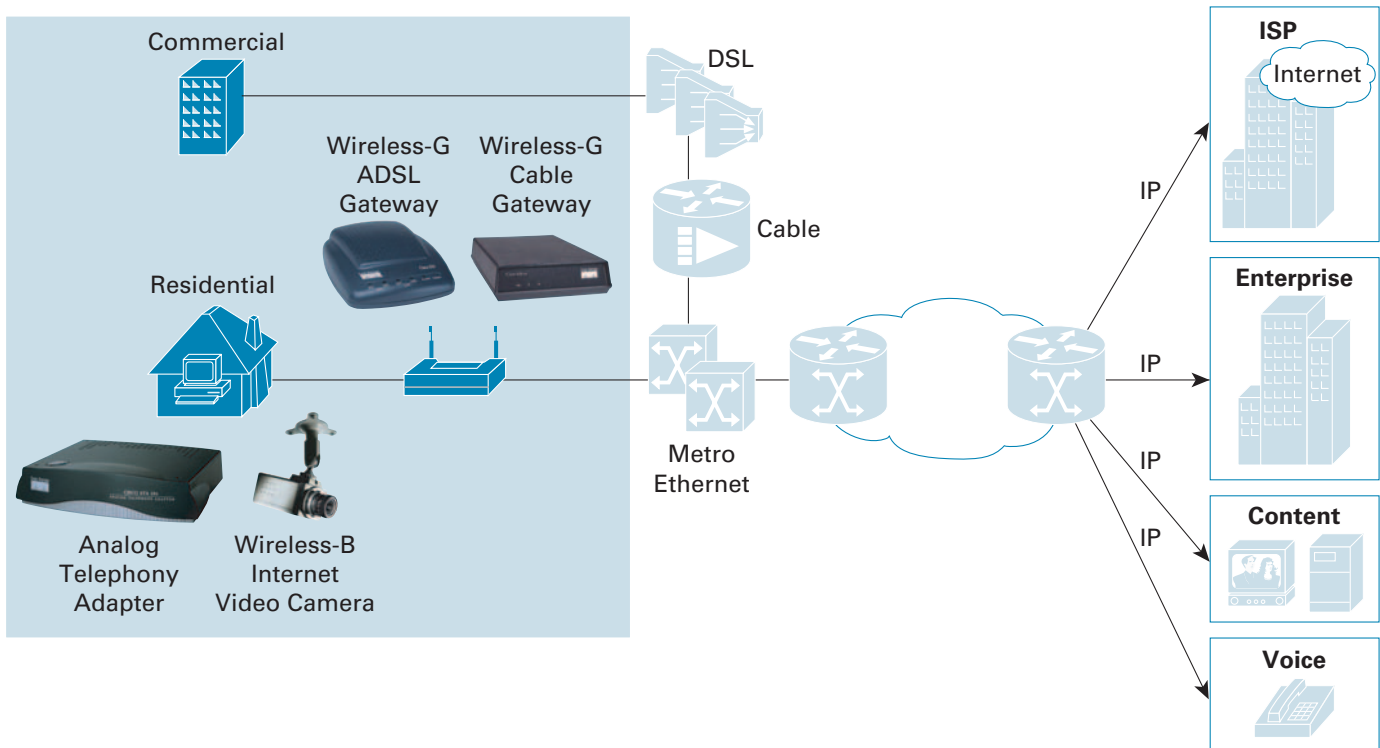 Commercial
DSL
ISP
Internet
Wireless-G
ADSL
Gateway
Wireless-G
Cable
Gateway
IP
Cable
Residential
Enterprise
IP
Metro
Ethernet
IP
Content
IP
Analog
Telephony
Adapter
Wireless-B
Internet
Video Camera
Voice